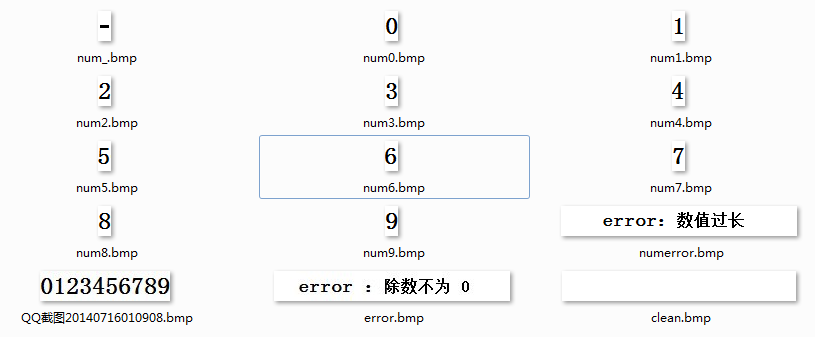 - 0 1
num_.bmp num0.bmp num1.bmp
2 3 4
num2.bmp num3.bmp num4.bmp
5 6 7
num5.bmp num6.bmp num7.bmp
8 9 error: 数值过长
num8.bmp num9.bmp numerror.bmp
0123456789 error : 除数不为 0
QQ截图20140716010908.bmp error.bmp clean.bmp